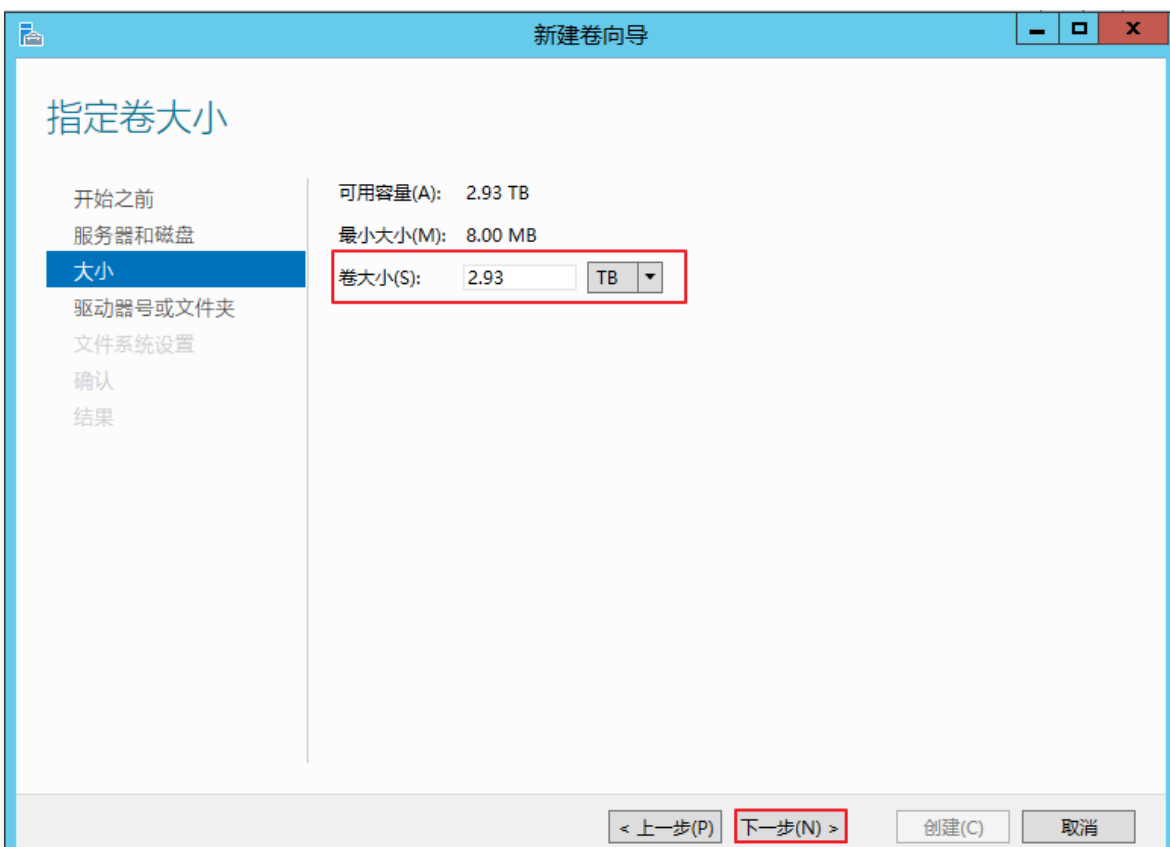 新建卷向导
指定卷大小
开始之前
服务器和磁盘
大小
驱动器号或文件夹
文件系统设置
确认
结果
可用容量(A): 2.93 TB
最小大小(M): 8.00 MB
卷大小(S): 2.93 TB
< 上一步(P) 下一步(N) > 创建(C) 取消